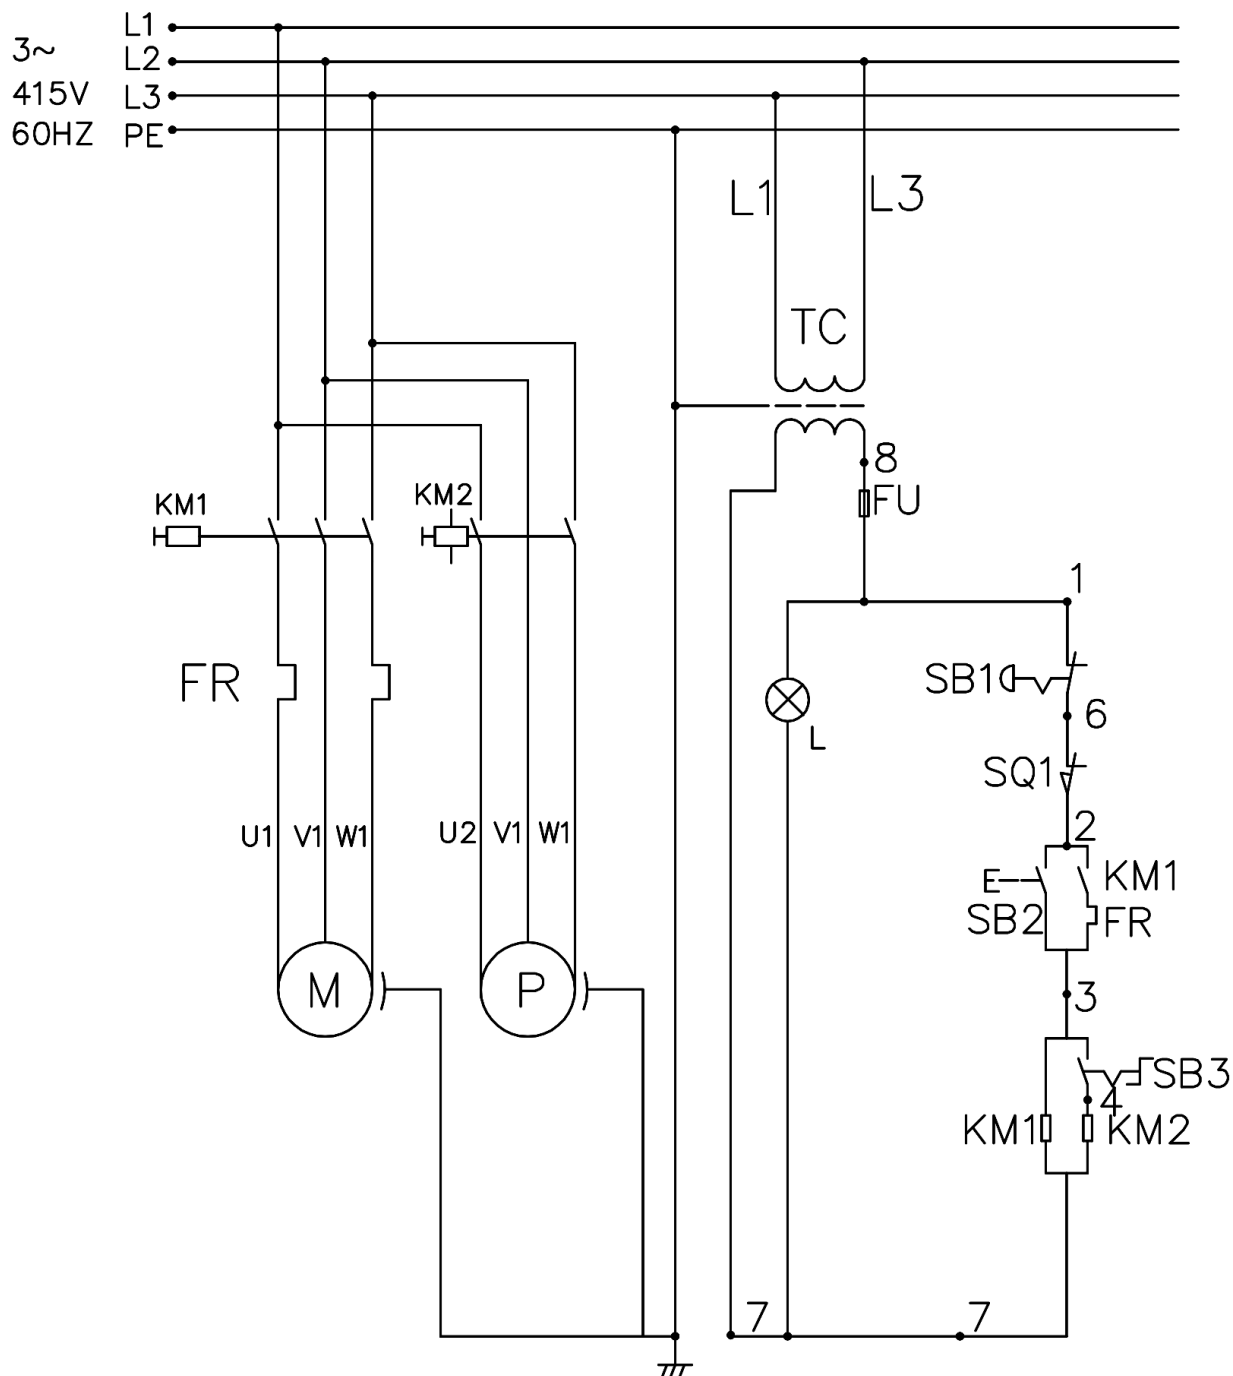 L1
3~ L2
415V L3
60HZ PE
L1 L3
TC
8
KM1 KM2 FU
1
FR SB1
6
L
SQ1
U1 V1 W1 U2 V1 W1 2
E KM1
SB2 FR
M P 3
SB3
4
KM1 KM2
7 7